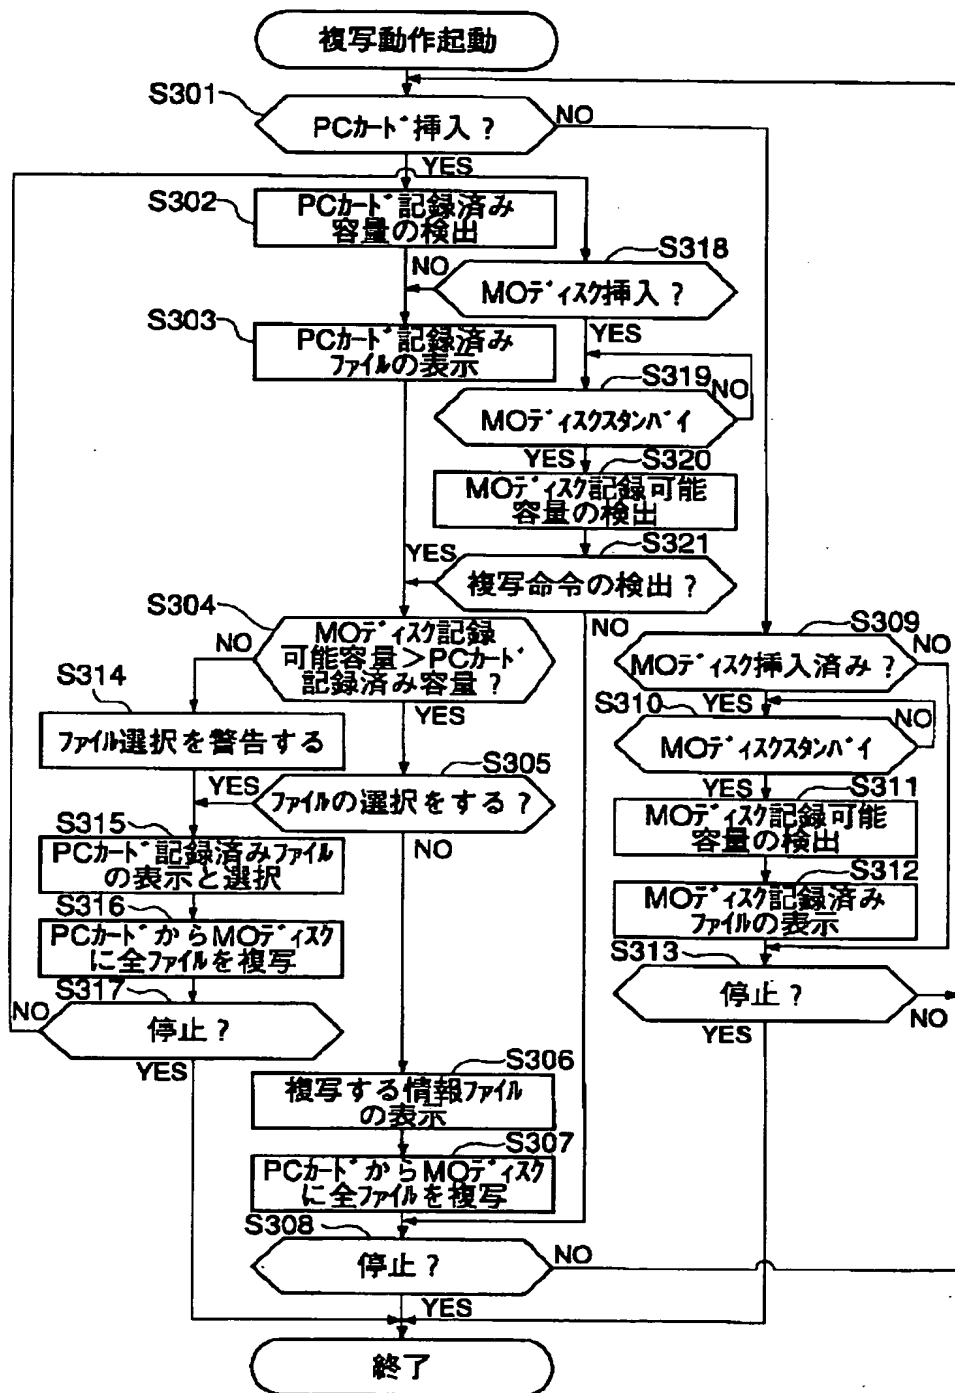 複写動作起動
S301
PCカード挿入?
NO
YES
S302
PCカード記録済み
容量の検出
S318
NO
MOディスク挿入?
YES
S303
PCカード記録済み
ファイルの表示
S319
NO
MOディスクスタンバイ
YES
S320
MOディスク記録可能
容量の検出
S321
YES
複写命令の検出?
NO
S304
MOディスク記録
可能容量>PCカード
記録済み容量?
NO
YES
S309
NO
MOディスク挿入済み?
YES
S314
ファイル選択を警告する
S310
NO
MOディスクスタンバイ
YES
S305
YES
ファイルの選択をする?
NO
S311
MOディスク記録可能
容量の検出
S315
PCカード記録済みファイル
の表示と選択
S312
MOディスク記録済み
ファイルの表示
S316
PCカードからMOディスク
に全ファイルを複写
S313
停止?
NO
YES
S317
NO
停止?
YES
S306
複写する情報ファイル
の表示
S307
PCカードからMOディスク
に全ファイルを複写
S308
停止?
NO
YES
終了